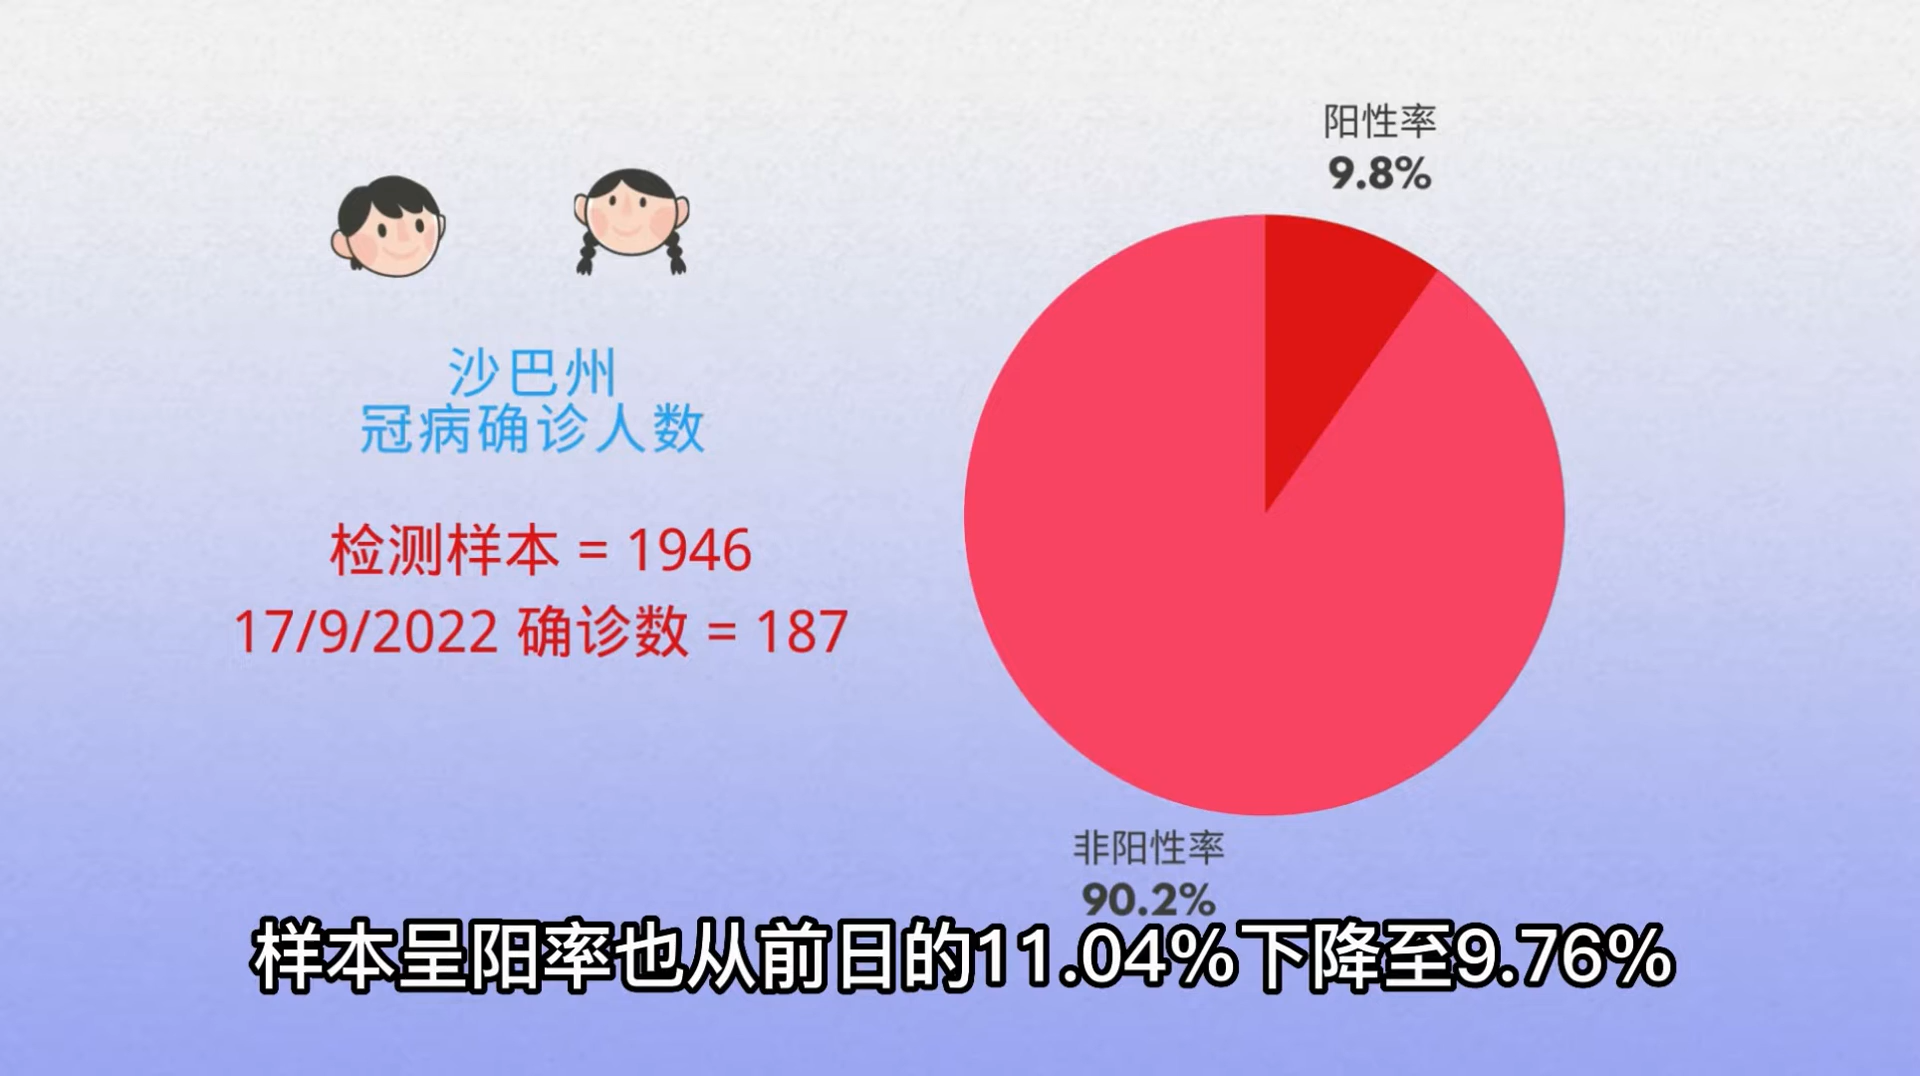 沙巴州
冠病确诊人数
检测样本 = 1946
17/9/2022 确诊数 = 187
阳性率
9.8%
非阳性率
90.2%
样本呈阳率也从前日的11.04%下降至9.76%